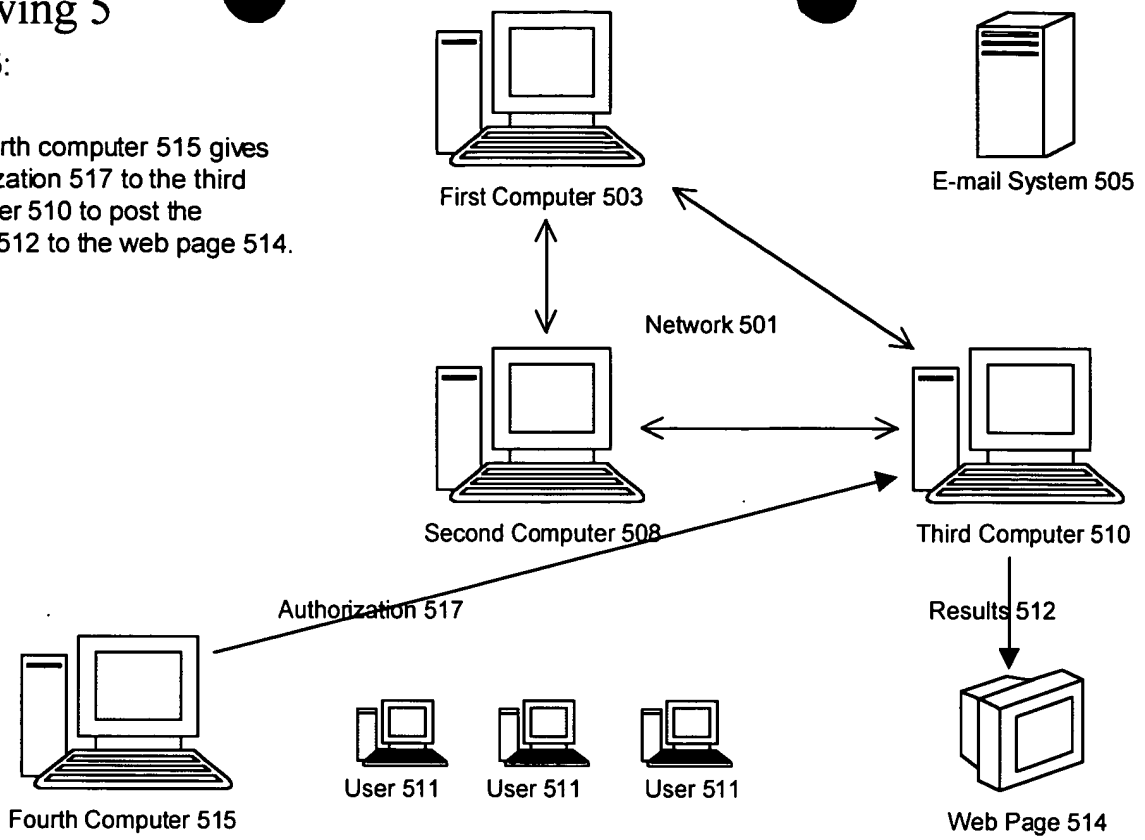 ving 5
5:
rth computer 515 gives
zation 517 to the third
er 510 to post the
512 to the web page 514.
First Computer 503
E-mail System 505
Network 501
Second Computer 508
Third Computer 510
Authorization 517
Results 512
User 511
User 511
User 511
Fourth Computer 515
Web Page 514